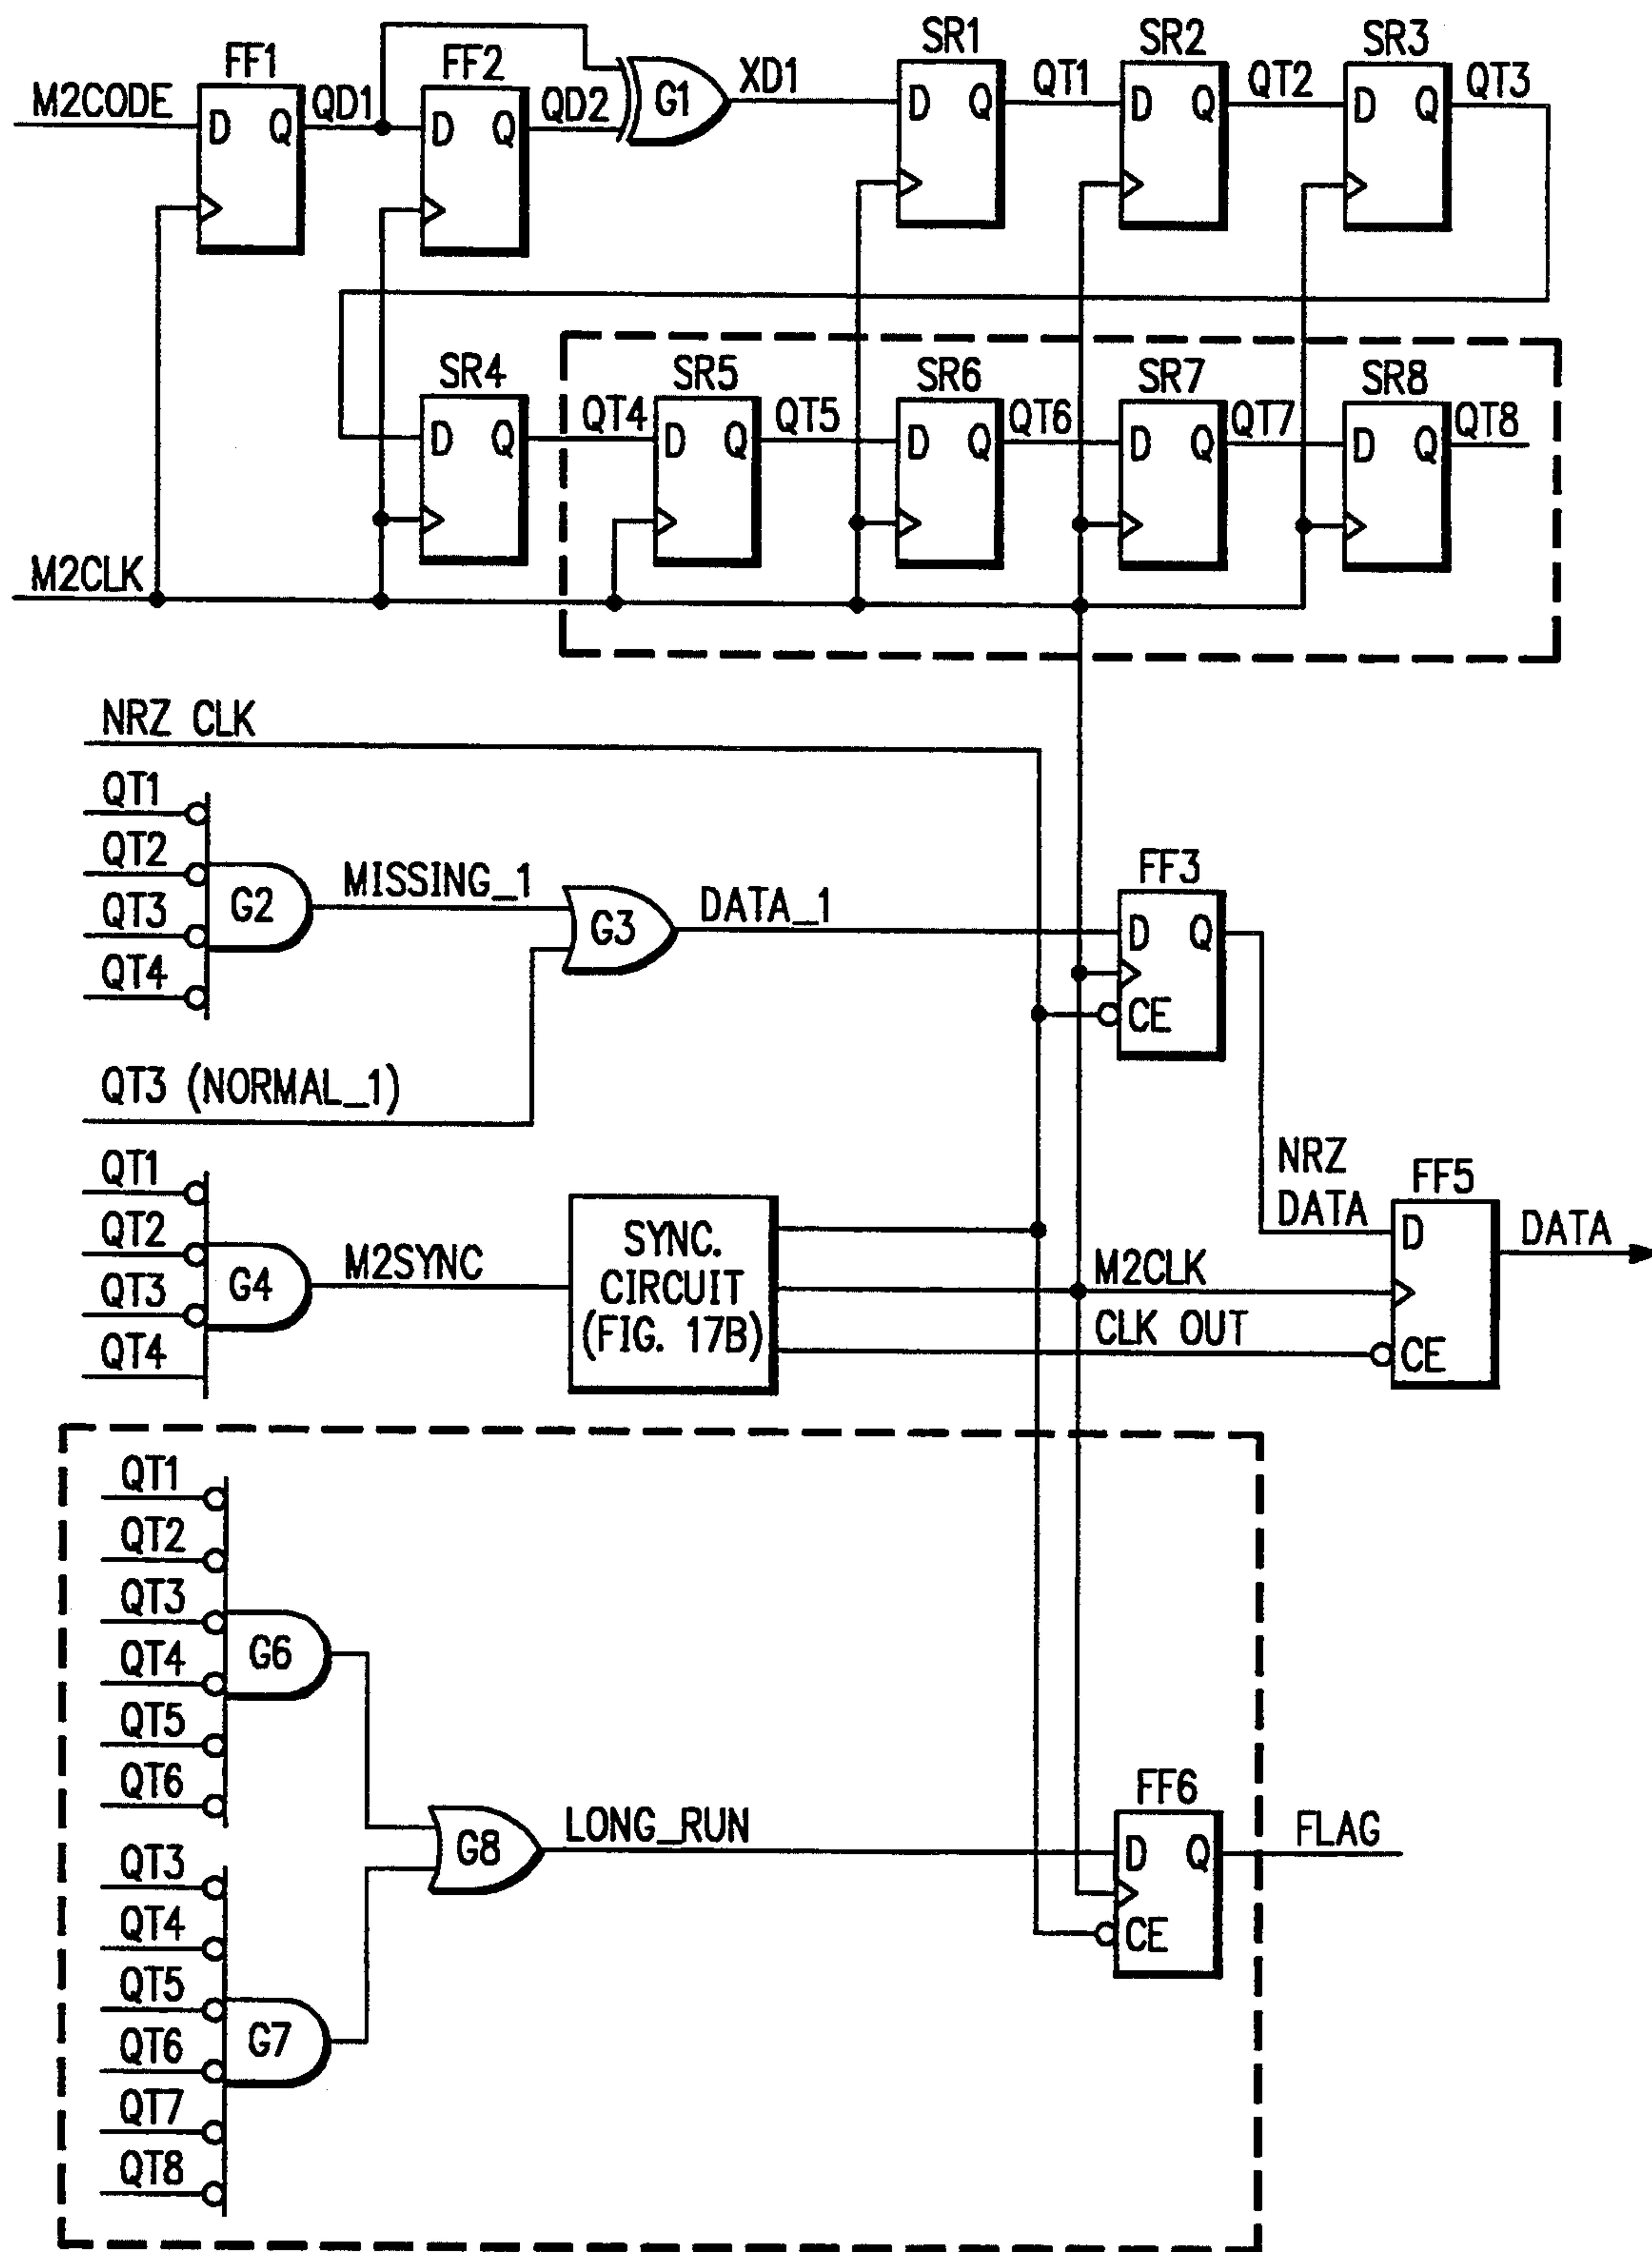 SR1 SR2 SR3
FF1 FF2
M2CODE QD1 QD2 G1 XD1 QT1 QT2 QT3
D Q D Q D Q D Q D Q
SR4 SR5 SR6 SR7 SR8
QT4 QT5 QT6 QT7 QT8
D Q D Q D Q D Q D Q
M2CLK
NRZ CLK
QT1
QT2
QT3
QT4
G2
MISSING_1
G3
DATA_1
FF3
D Q
CE
QT3 (NORMAL_1)
QT1
QT2
QT3
QT4
G4
M2SYNC
SYNC.
CIRCUIT
(FIG. 17B)
NRZ
DATA
M2CLK
CLK OUT
FF5
D
CE
DATA
QT1
QT2
QT3
QT4
QT5
QT6
G6
QT3
QT4
QT5
QT6
QT7
QT8
G7
G8
LONG_RUN
FF6
D Q
CE
FLAG